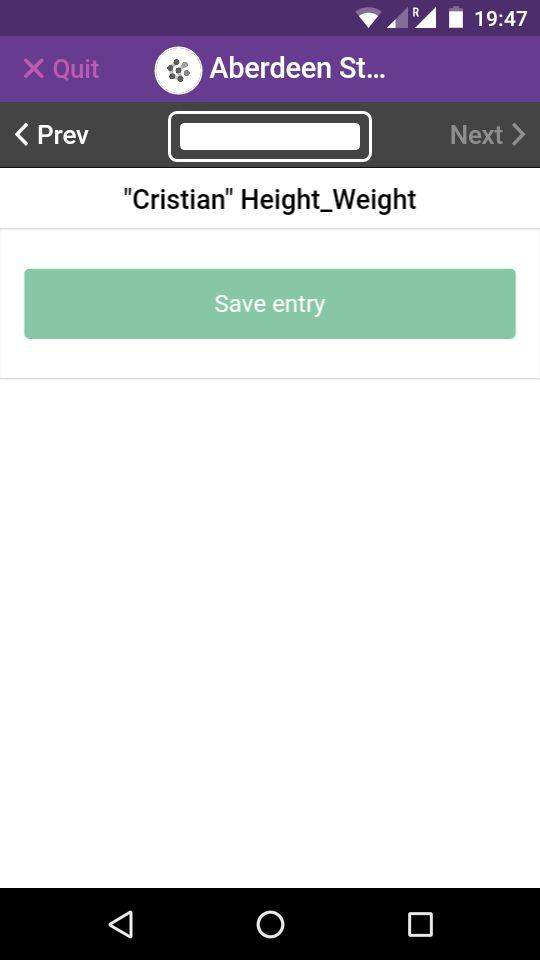 19:47
Quit
Aberdeen St...
Prev
Next
"Cristian" Height_Weight
Save entry